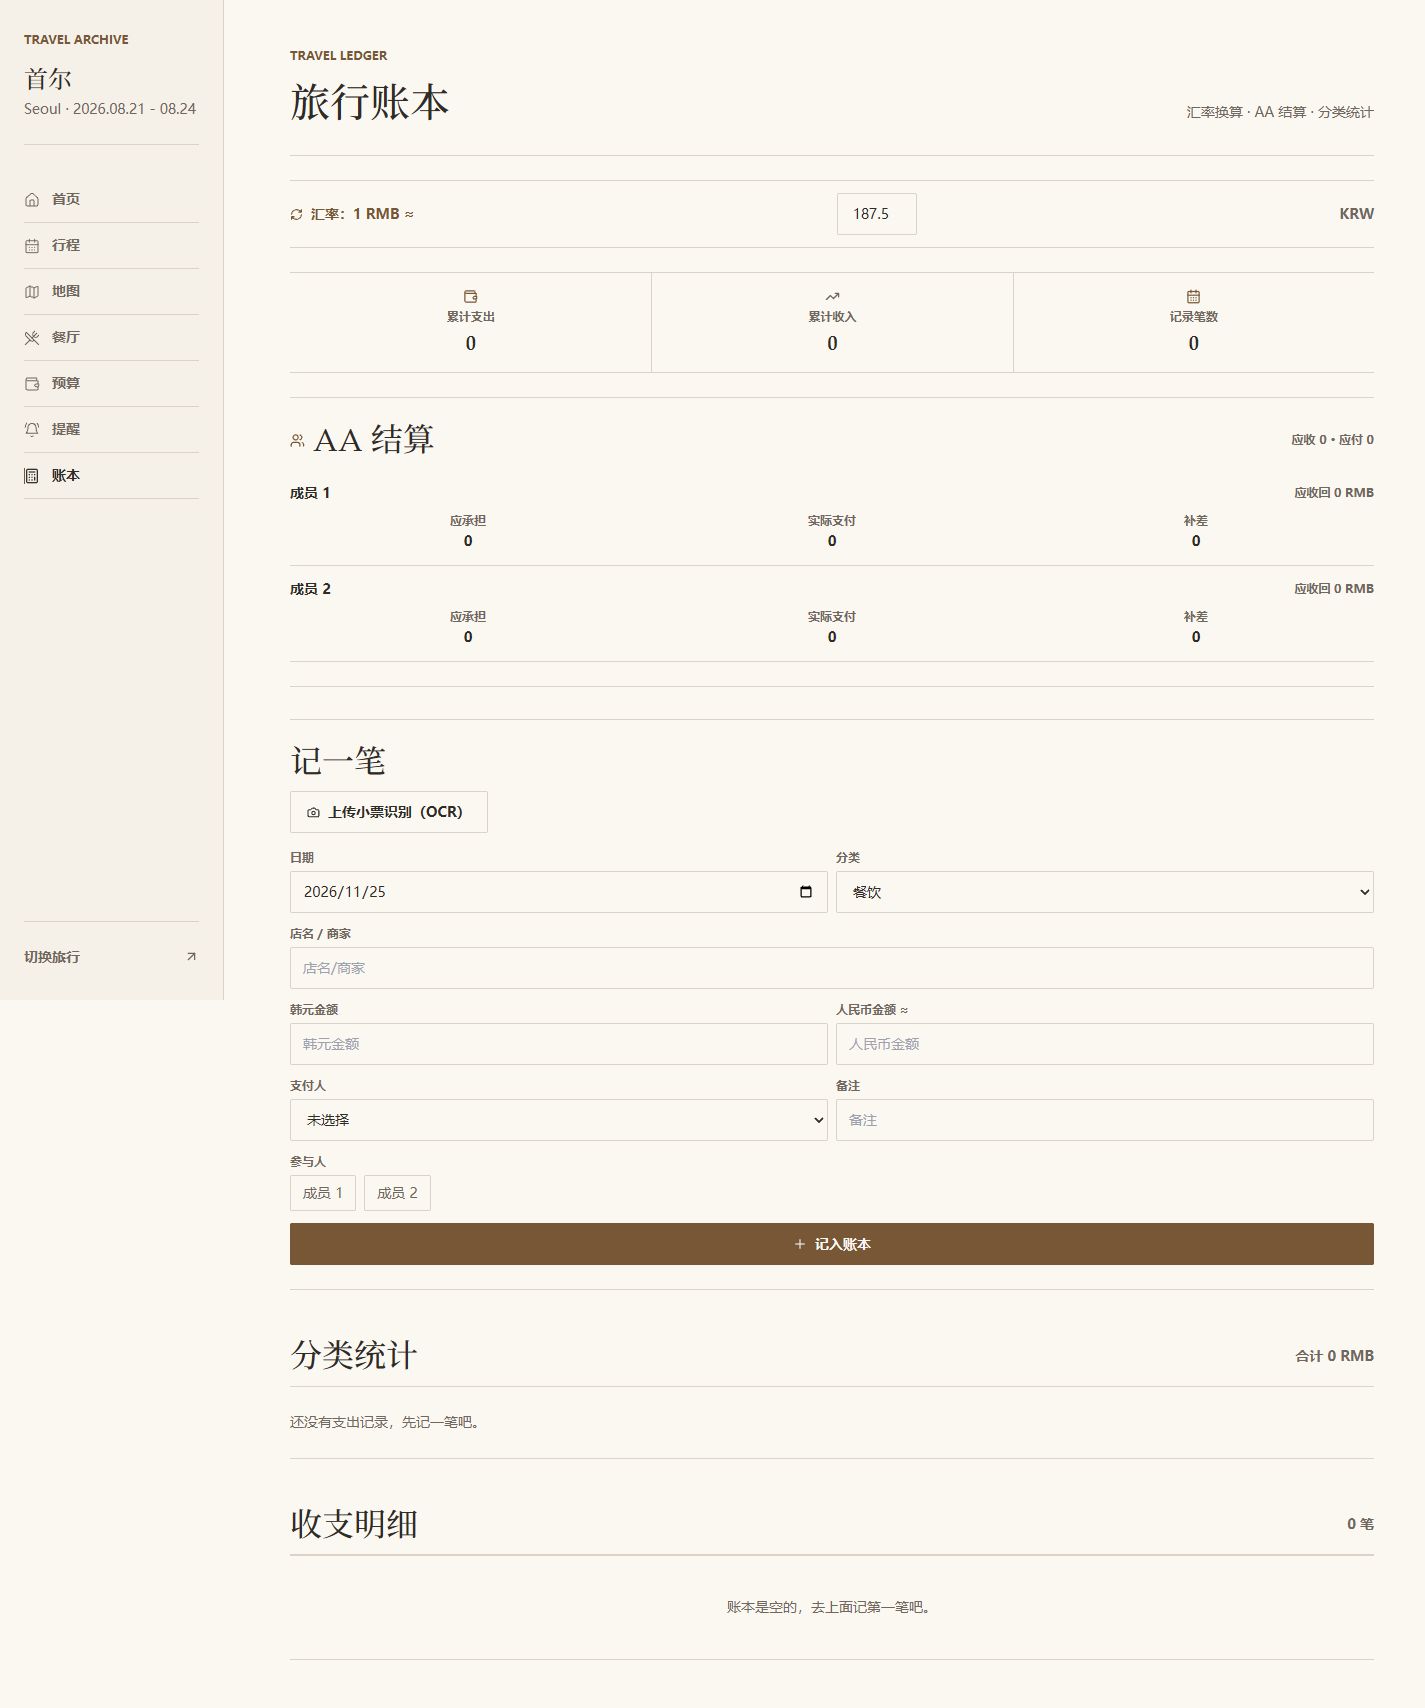 TRAVEL ARCHIVE
首尔
Seoul · 2026.08.21 - 08.24
首页
行程
地图
餐厅
预算
提醒
账本
切换旅行
TRAVEL LEDGER
旅行账本
汇率换算 · AA 结算 · 分类统计
汇率：1 RMB ≈
187.5
KRW
累计支出
0
累计收入
0
记录笔数
0
AA 结算
应收 0 • 应付 0
成员 1
应收回 0 RMB
应承担
0
实际支付
0
补差
0
成员 2
应收回 0 RMB
应承担
0
实际支付
0
补差
0
记一笔
上传小票识别（OCR）
日期
2026/11/25
分类
餐饮
店名 / 商家
店名/商家
韩元金额
韩元金额
人民币金额 ≈
人民币金额
支付人
未选择
备注
备注
参与人
成员 1
成员 2
＋ 记入账本
分类统计
合计 0 RMB
还没有支出记录，先记一笔吧。
收支明细
0 笔
账本是空的，去上面记第一笔吧。